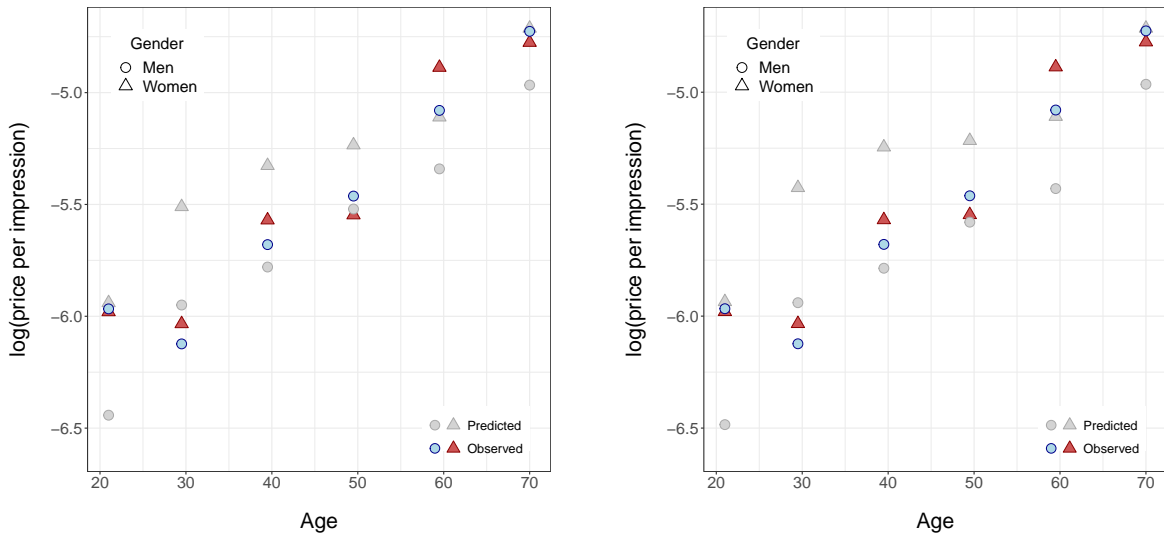 Gender
Men
Women
−5.0
−5.5
−6.0
−6.5
log(price per impression)
Predicted
Observed
20 30 40 50 60 70
Age
Gender
Men
Women
−5.0
−5.5
−6.0
−6.5
log(price per impression)
Predicted
Observed
20 30 40 50 60 70
Age